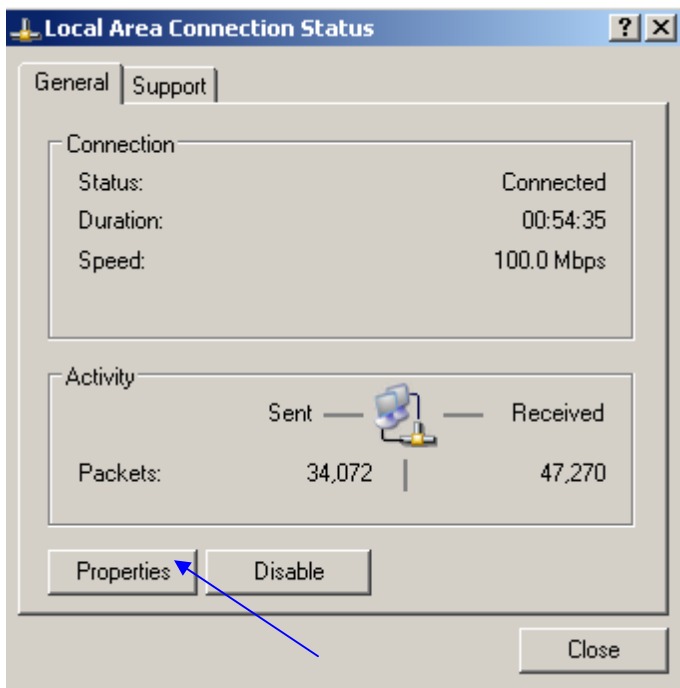 Local Area Connection Status ? X
General Support
Connection
Status: Connected
Duration: 00:54:35
Speed: 100.0 Mbps
Activity
Sent Received
Packets: 34,072 47,270
Properties Disable
Close